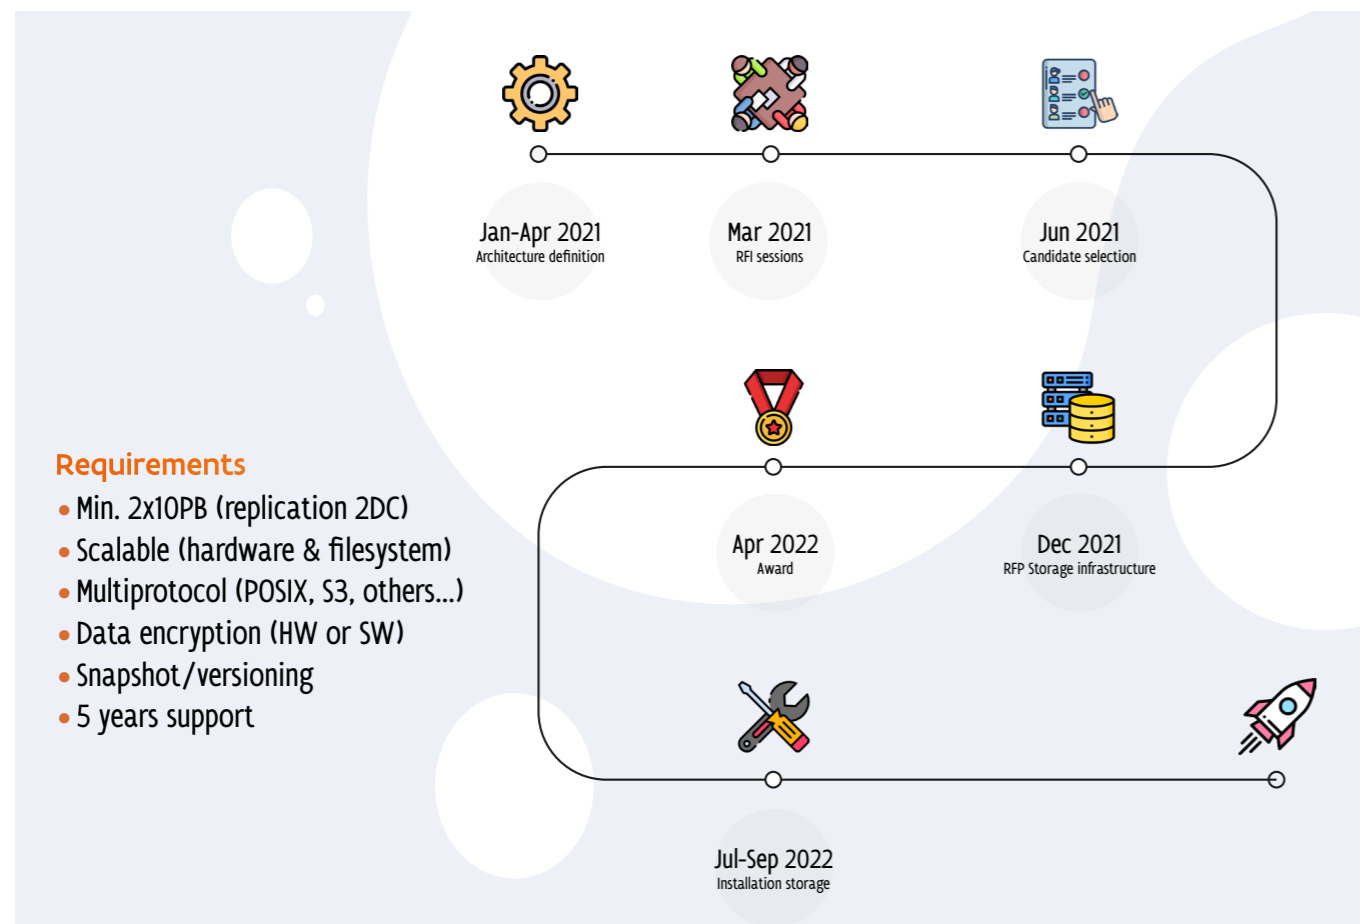 Jan-Apr 2021
Architecture definition
Mar 2021
RFI sessions
Jun 2021
Candidate selection
Dec 2021
RFP Storage infrastructure
Apr 2022
Award
Jul-Sep 2022
Installation storage
Requirements
• Min. 2x10PB (replication 2DC)
• Scalable (hardware & filesystem)
• Multiprotocol (POSIX, S3, others...)
• Data encryption (HW or SW)
• Snapshot/versioning
• 5 years support